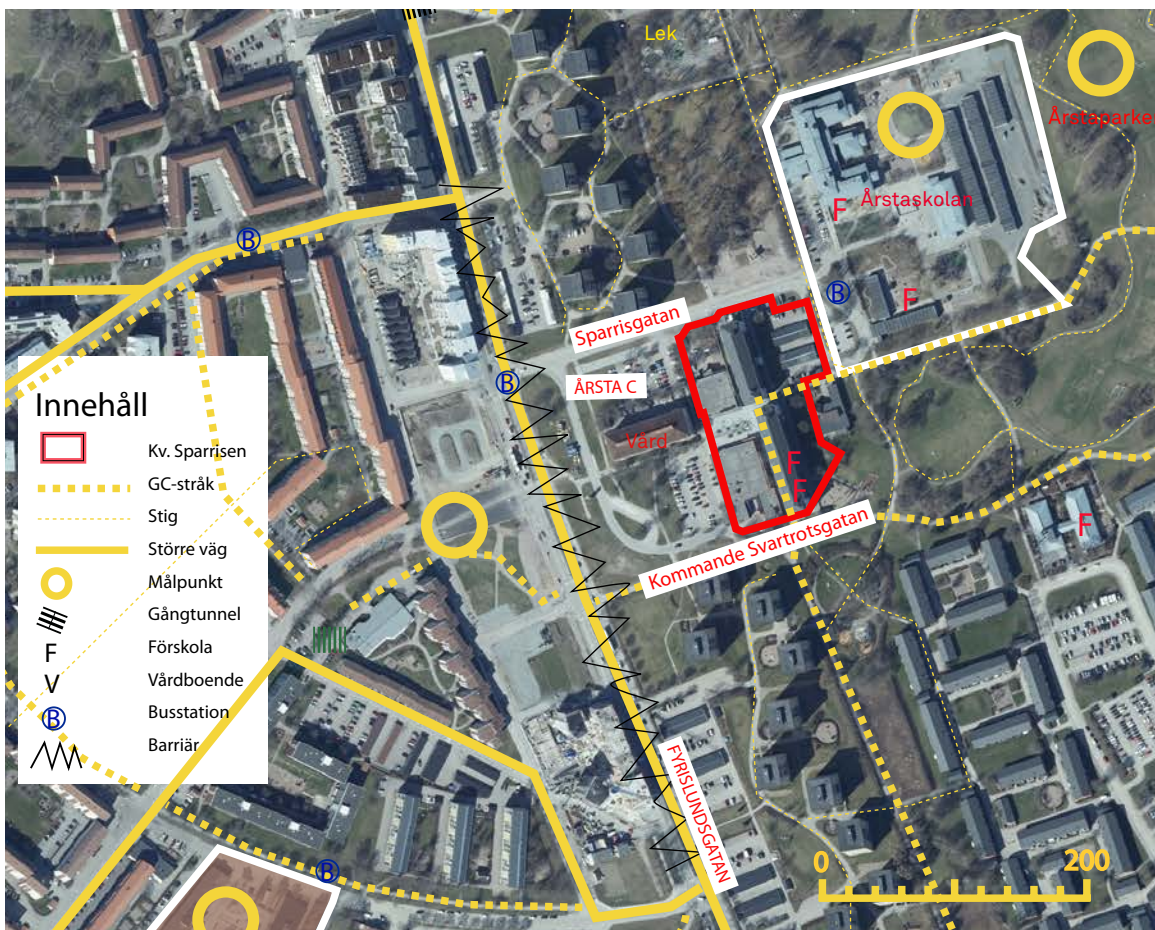 Lek
Årstaparken
F
Årstaskolan
B
B
F
Sparrisgatan
ÅRSTA C
B
Vård
F
F
F
Kommande Svartrotsgatan
FYRISLUNDSGATAN
Innehåll
Kv. Sparrisen
GC-stråk
Stig
Större väg
Målpunkt
Gångtunnel
F Förskola
V Vårdboende
B Busstation
Barriär
B
0 200